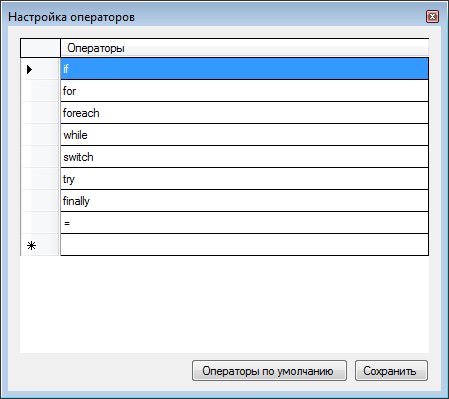 Настройка операторов
Операторы
if
for
foreach
while
switch
try
finally
=
Операторы по умолчанию
Сохранить